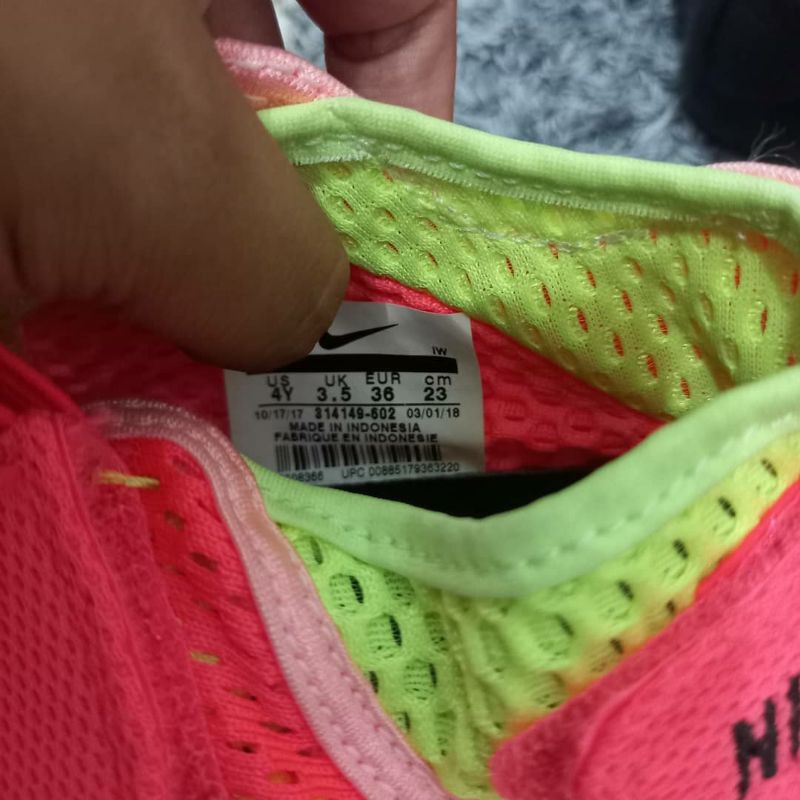 IW
US UK EUR cm
4Y 3.5 36 23
10/17/17 314149-602 03/01/18
MADE IN INDONESIA
FABRIQUE EN INDONESIE
UPC 00885179363220